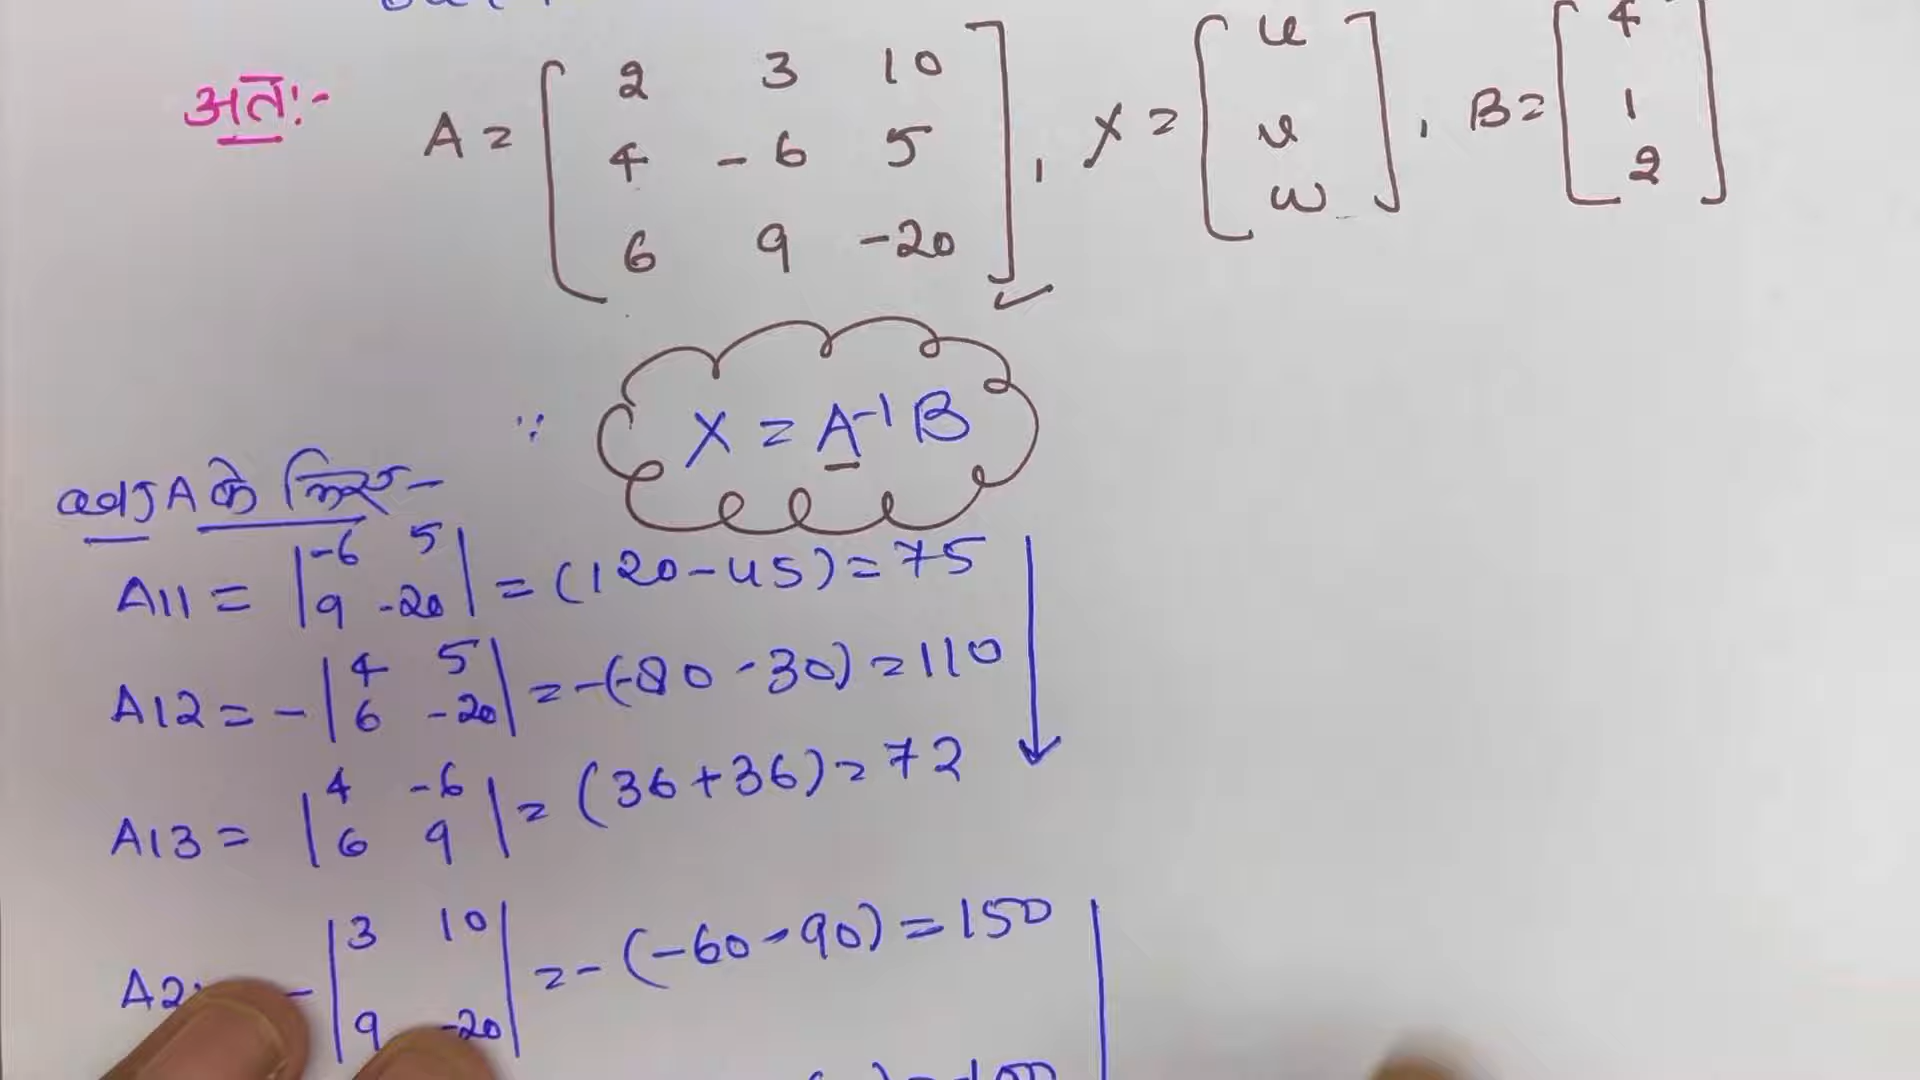 अतः:- A = [ 2 3 10 ; 4 -6 5 ; 6 9 -20 ], X = [ u ; v ; w ], B = [ 4 ; 1 ; 2 ]
∵ X = A⁻¹B
adjA के लिए-
A11 = |-6 5 ; 9 -20| = (120-45) = 75
A12 = -|4 5 ; 6 -20| = -(-80-30) = 110
A13 = |4 -6 ; 6 9| = (36+36) = 72
-|3 10 ; 9 -20| = -(-60-90) = 150